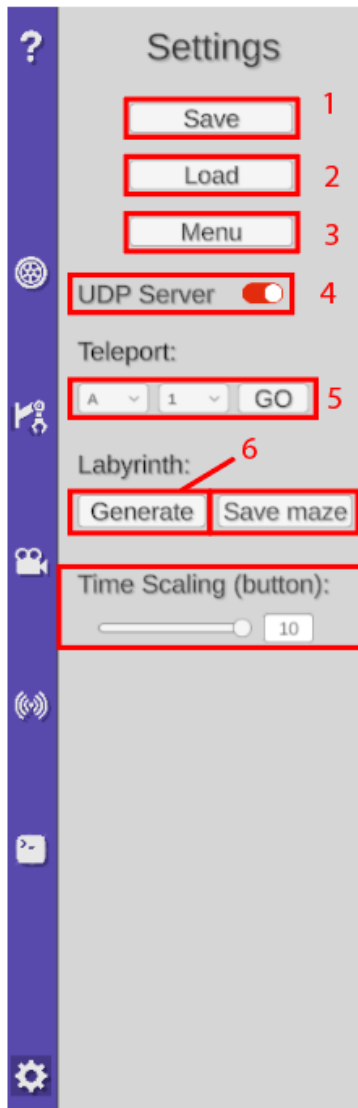 Settings
Save 1
Load 2
Menu 3
UDP Server 4
Teleport:
A 1 GO 5
Labyrinth: 6
Generate Save maze
Time Scaling (button):
10